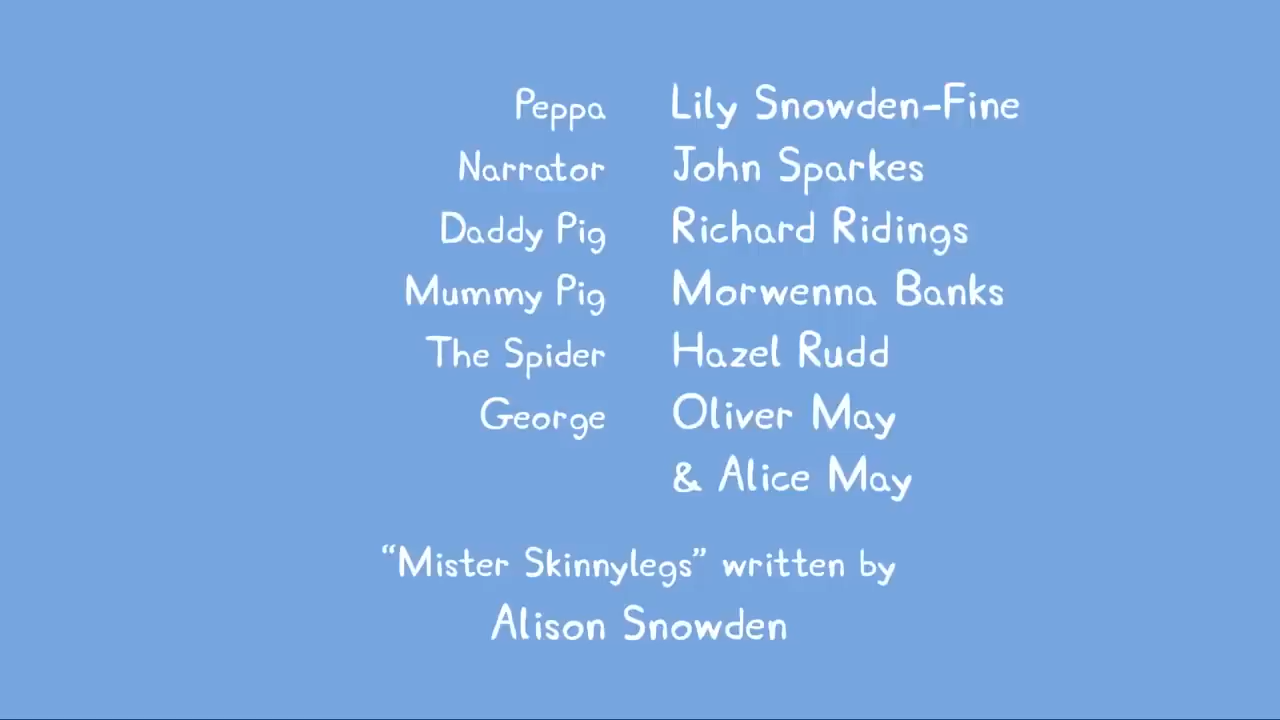 Peppa Lily Snowden-Fine
Narrator John Sparkes
Daddy Pig Richard Ridings
Mummy Pig Morwenna Banks
The Spider Hazel Rudd
George Oliver May
& Alice May
“Mister Skinnylegs” written by
Alison Snowden